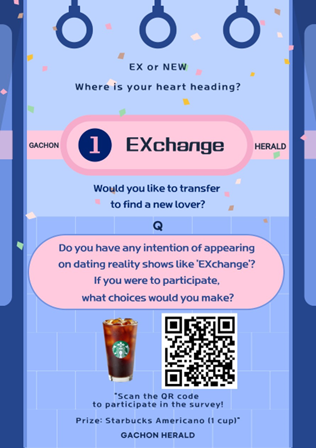 EX or NEW
Where is your heart heading?
GACHON
1
EXchange
HERALD
Would you like to transfer
to find a new lover?
Q
Do you have any intention of appearing
on dating reality shows like 'EXchange'?
If you were to participate,
what choices would you make?
"Scan the QR code
to participate in the survey!
Prize: Starbucks Americano (1 cup)"
GACHON HERALD